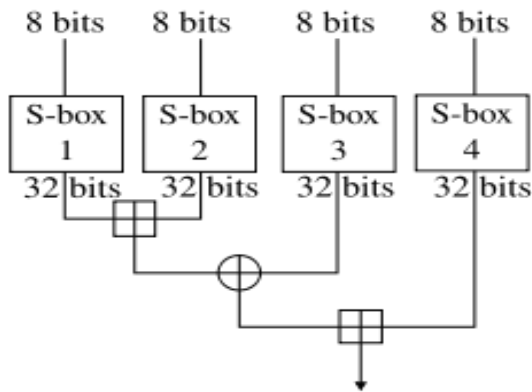 8 bits 8 bits 8 bits 8 bits
S-box S-box S-box S-box
1 2 3 4
32 bits 32 bits 32 bits 32 bits